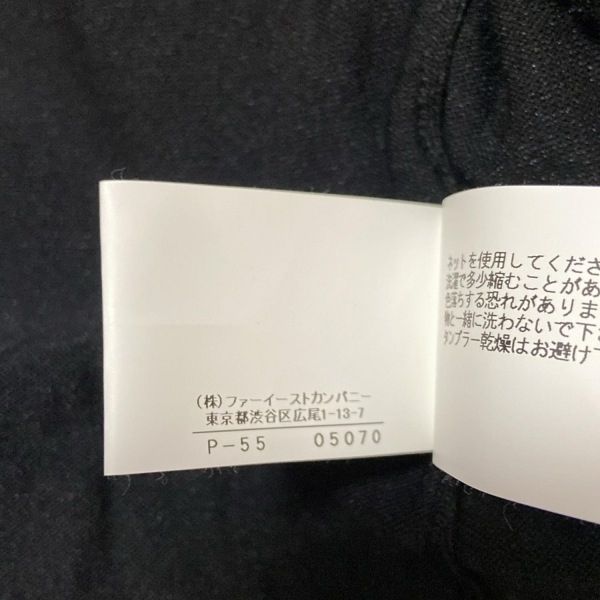 (株)ファーイーストカンパニー
東京都渋谷区広尾1-13-7
P-55 05070
ネットを使用してくださ
洗濯で多少縮むことがあ
色落ちする恐れがありま
物と一緒に洗わないで下さ
タンブラー乾燥はお避け